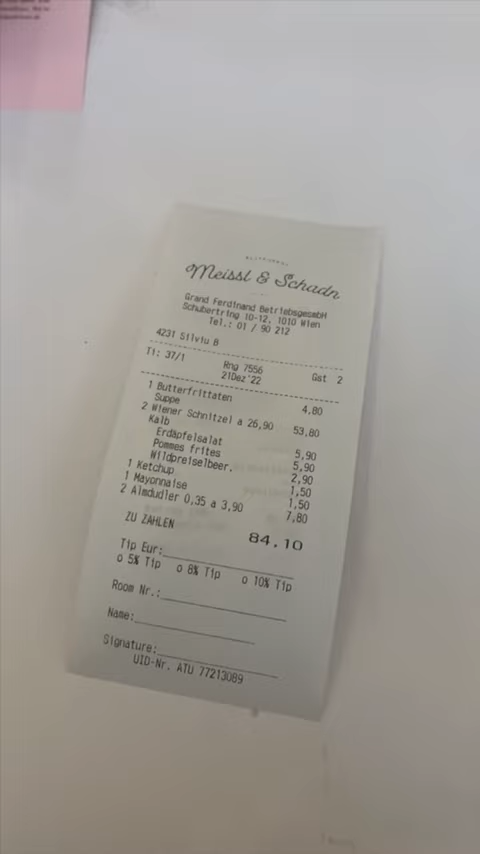 Meissl & Schadn
Grand Ferdinand BetriebsgesmbH
Schubertring 10-12, 1010 Wien
Tel.: 01 / 90 212
4231 Silviu B
Rng 7556
Ti: 37/1 21Dez'22 Gst 2
1 Butterfrittaten 4,80
Suppe
2 Wiener Schnitzel a 26,90 53,80
Kalb
Erdäpfelsalat 5,90
Pommes frites 5,90
Wildpreiselbeer. 2,90
1 Ketchup 1,50
1 Mayonnaise 1,50
2 Almdudler 0,35 a 3,90 7,80
ZU ZAHLEN 84.10
Tip Eur:
o 5% Tip o 8% Tip o 10% Tip
Room Nr.:
Name:
Signature:
UID-Nr. ATU 77213089